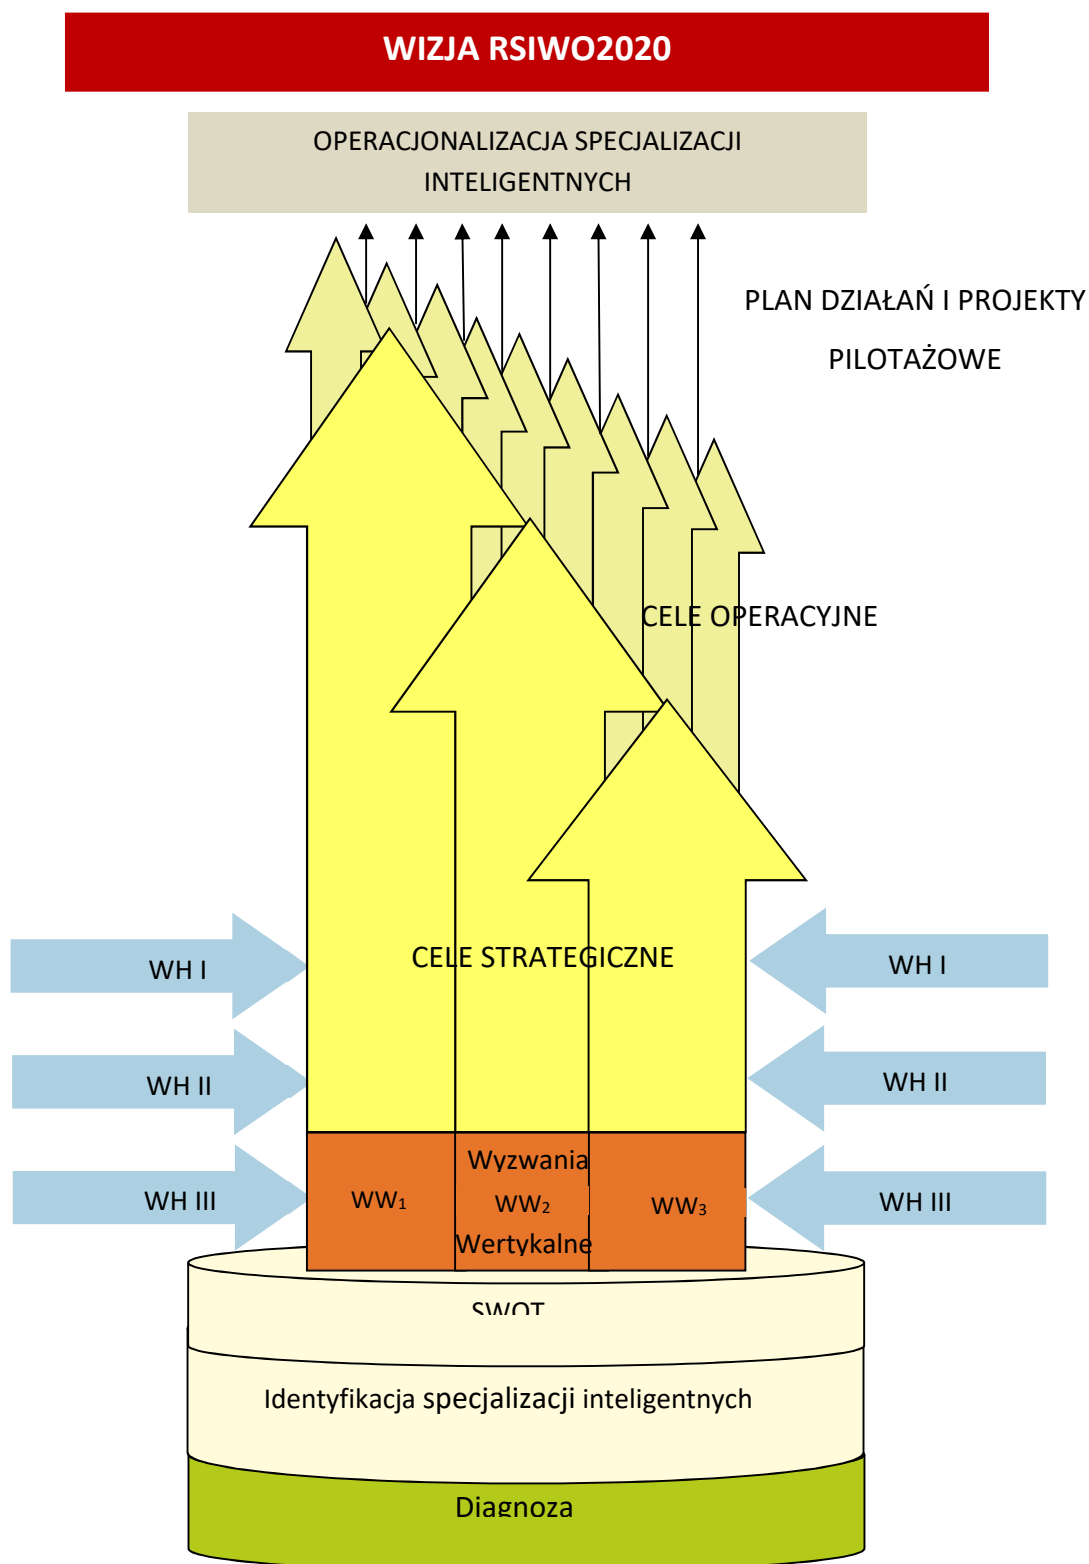 WIZJA RSIWO2020
OPERACJONALIZACJA SPECJALIZACJI
INTELIGENTNYCH
PLAN DZIAŁAŃ I PROJEKTY
PILOTAŻOWE
CELE OPERACYJNE
CELE STRATEGICZNE
WH I
WH I
WH II
WH II
Wyzwania
WH III
WW1
WW2
WW3
WH III
Wertykalne
SWOT
Identyfikacja specjalizacji inteligentnych
Diagnoza